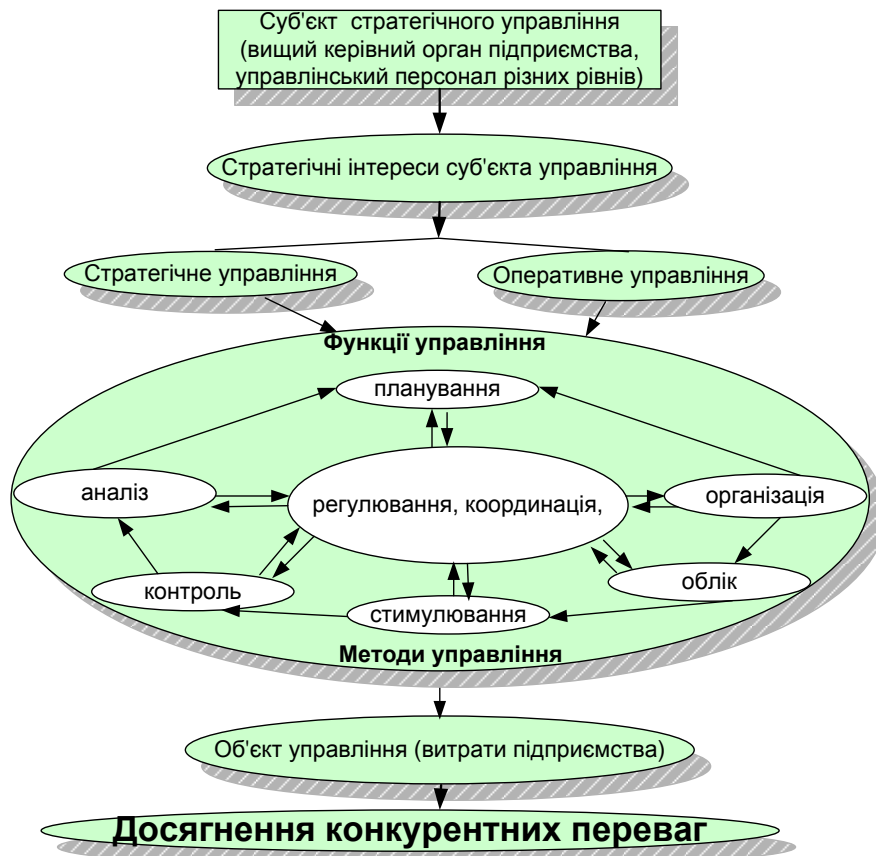 Суб'єкт стратегічного управління
(вищий керівний орган підприємства,
управлінський персонал різних рівнів)
Стратегічні інтереси суб'єкта управління
Стратегічне управління
Оперативне управління
Функції управління
планування
аналіз
регулювання, координація,
організація
контроль
облік
стимулювання
Методи управління
Об'єкт управління (витрати підприємства)
Досягнення конкурентних переваг